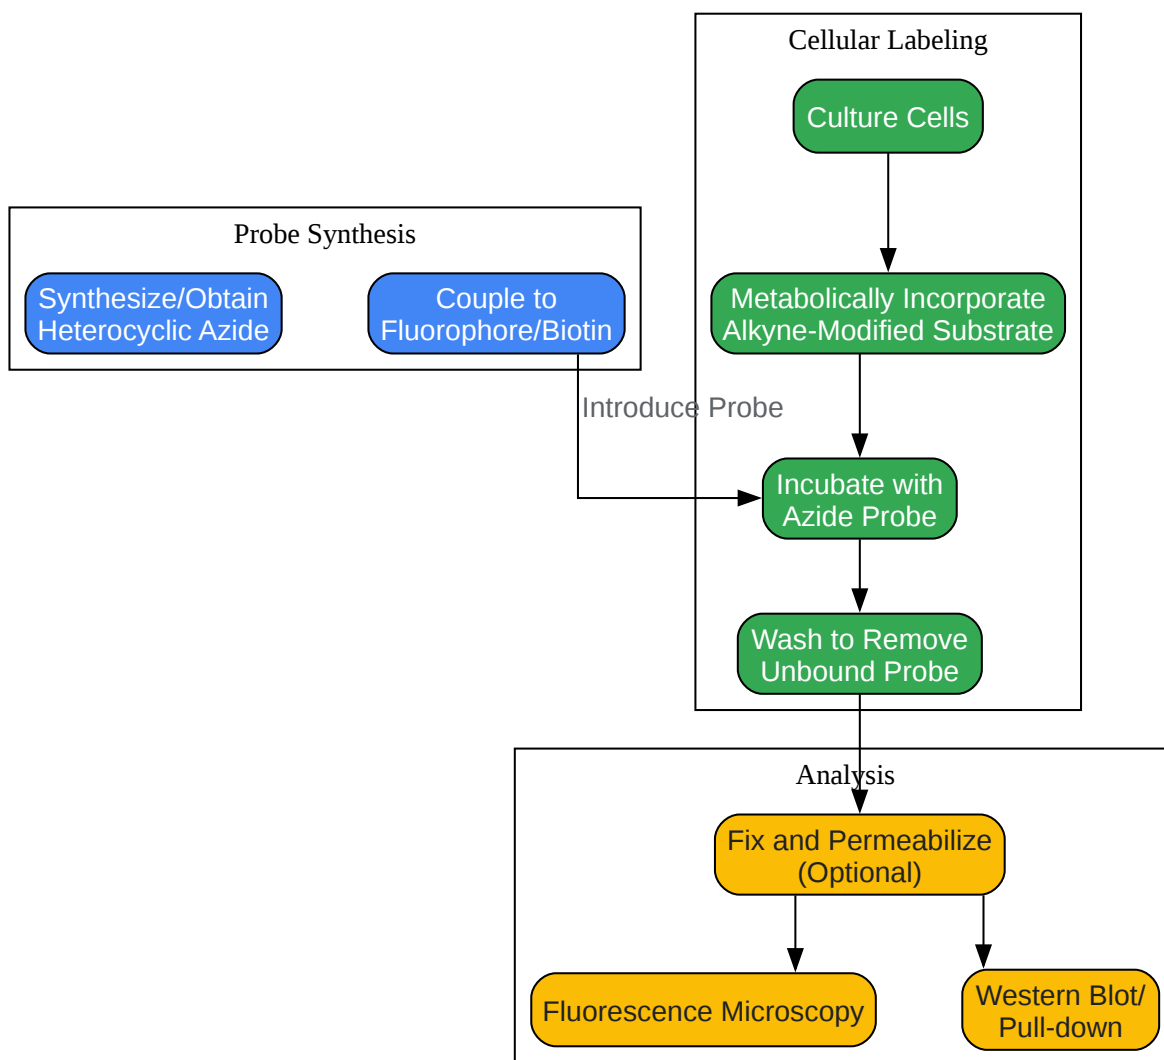 Cellular Labeling
Culture Cells
Probe Synthesis
Synthesize/Obtain
Heterocyclic Azide
Couple to
Fluorophore/Biotin
Metabolically Incorporate
Alkyne-Modified Substrate
Introduce Probe
Incubate with
Azide Probe
Wash to Remove
Unbound Probe
Analysis
Fix and Permeabilize
(Optional)
Fluorescence Microscopy
Western Blot/
Pull-down